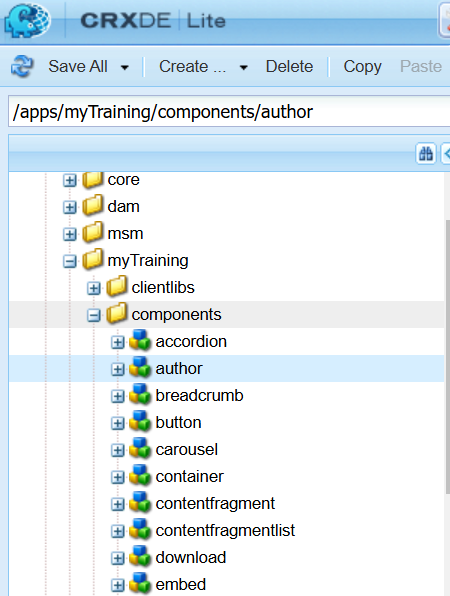 CRXDE | Lite
Save All Create ... Delete Copy Paste
/apps/myTraining/components/author
core
dam
msm
myTraining
clientlibs
components
accordion
author
breadcrumb
button
carousel
container
contentfragment
contentfragmentlist
download
embed